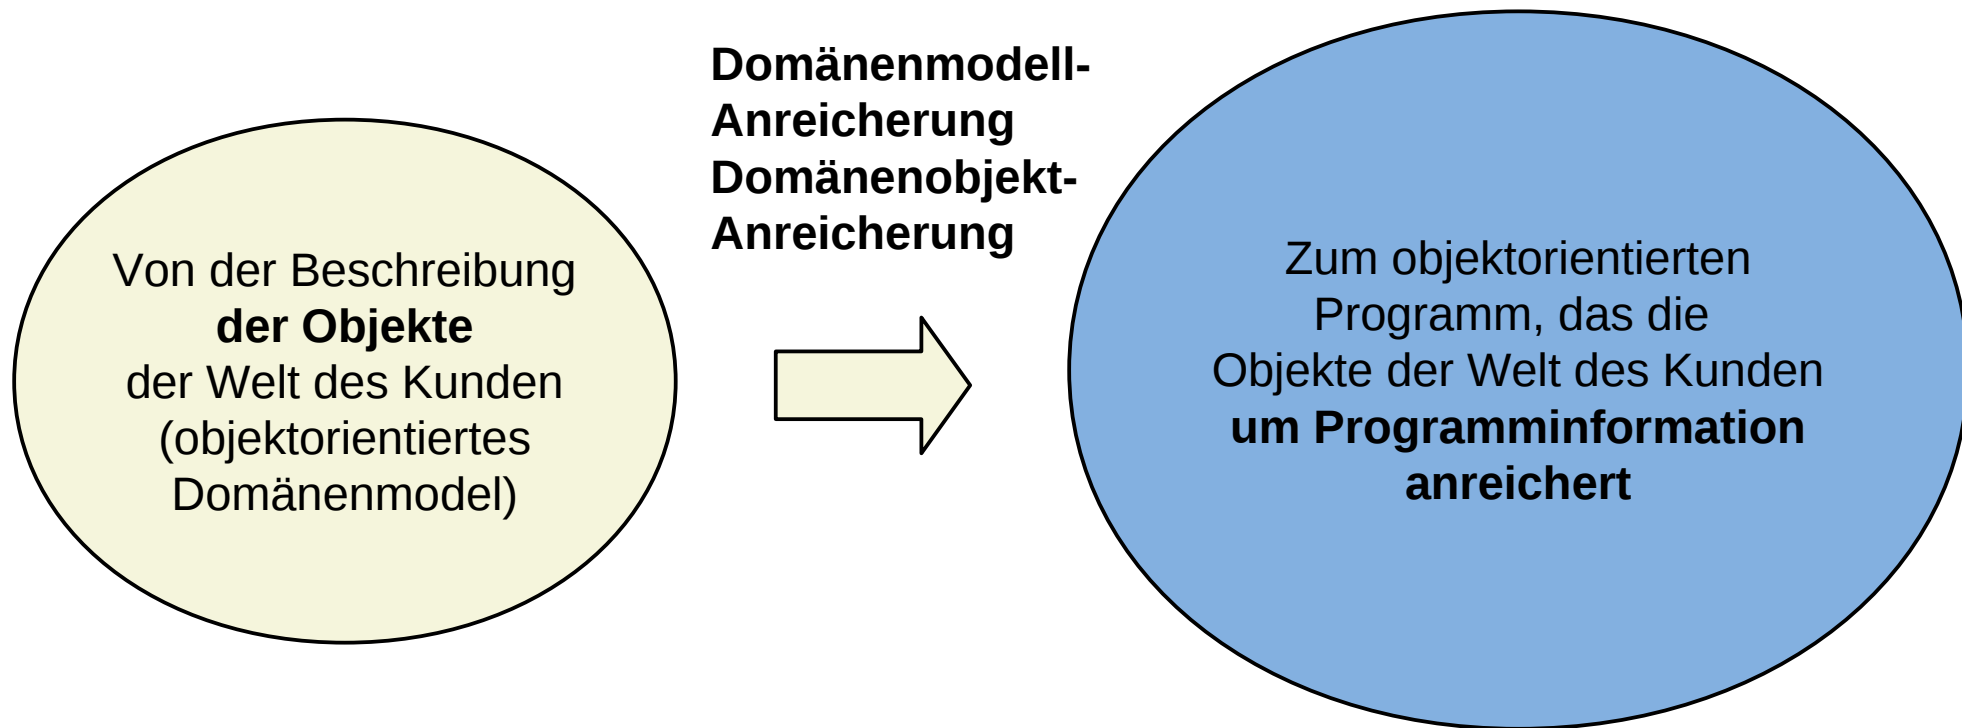 Domänenmodell-
Anreicherung
Domänenobjekt-
Anreicherung
Von der Beschreibung
der Objekte
der Welt des Kunden
(objektorientiertes
Domänenmodel)
Zum objektorientierten
Programm, das die
Objekte der Welt des Kunden
um Programminformation
anreichert